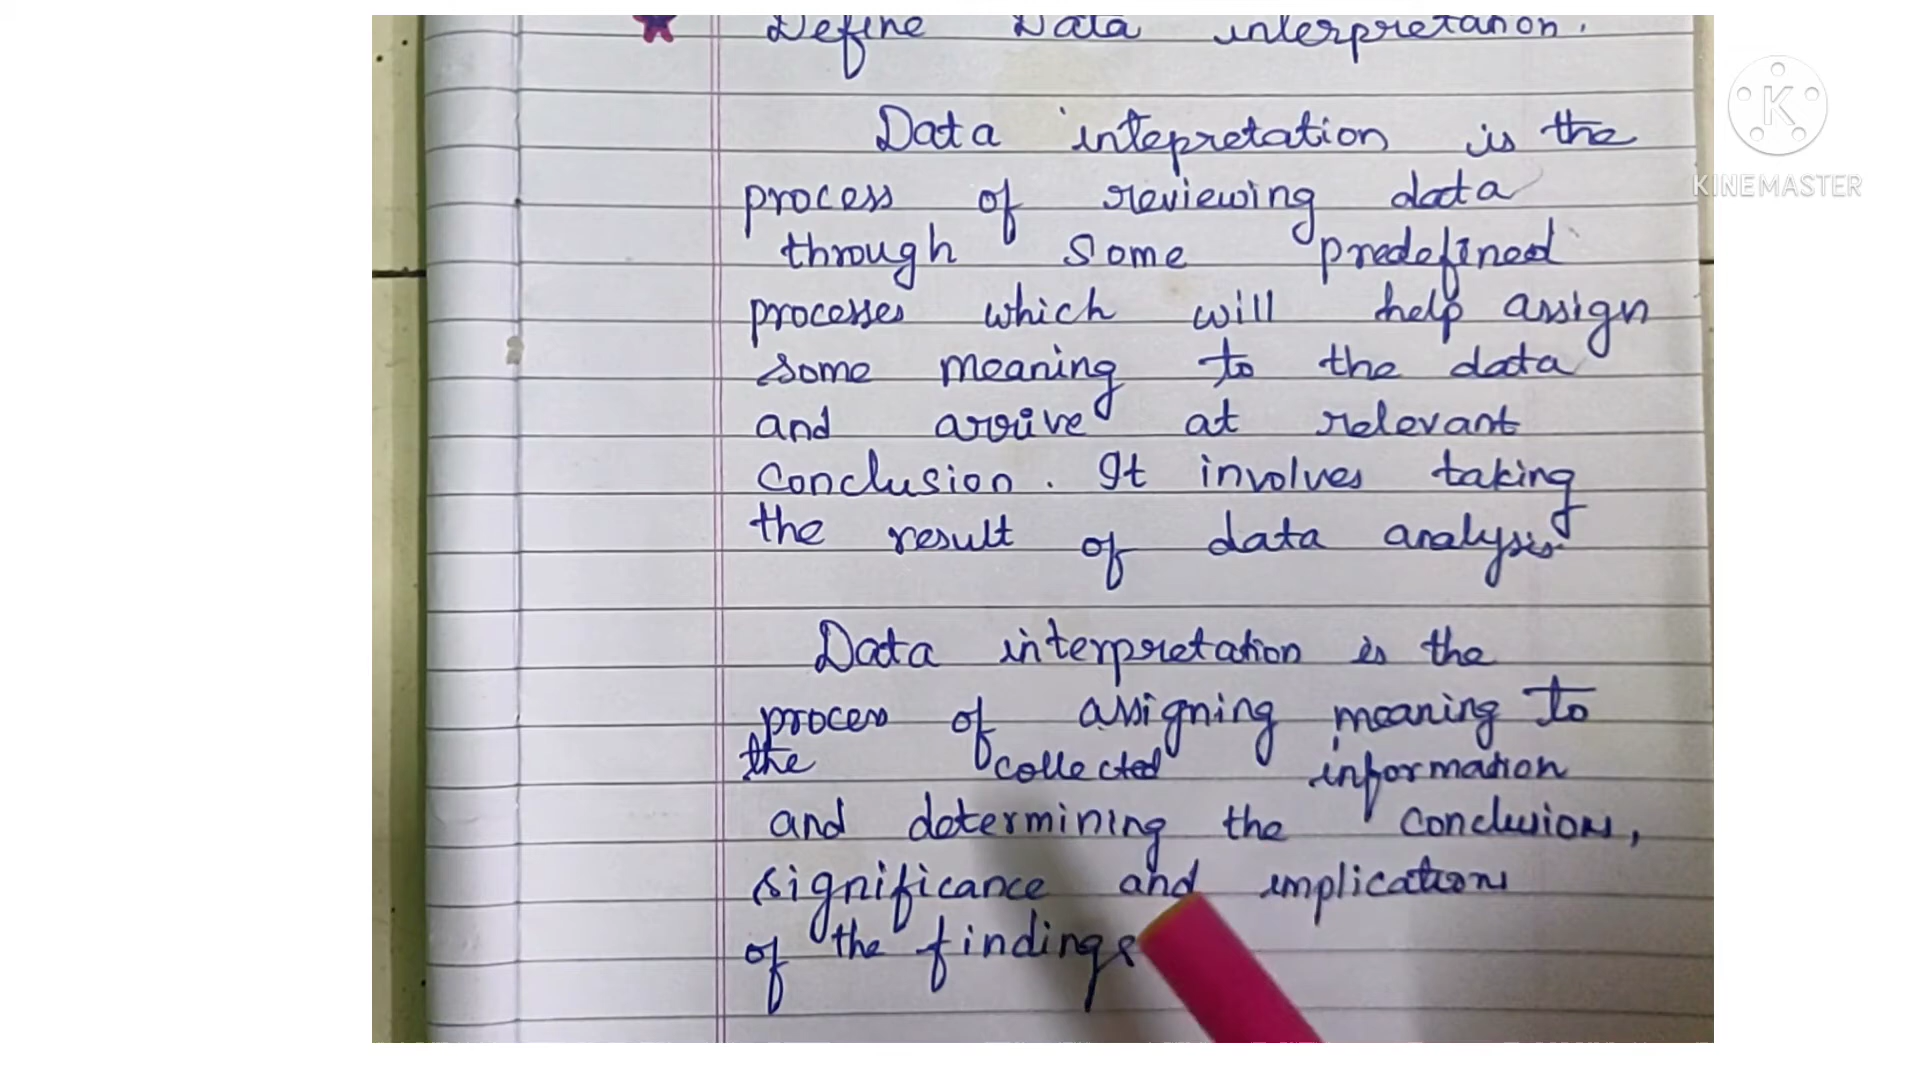 Define Data interpretation.
Data intepretation is the
process of reviewing data
through some predefined
processes which will help assign
some meaning to the data
and arrive at relevant
conclusion. It involves taking
the result of data analysis
Data interpretation is the
process of assigning meaning to
the collected information
and determining the conclusions,
significance and implications
of the findings
K
KINEMASTER